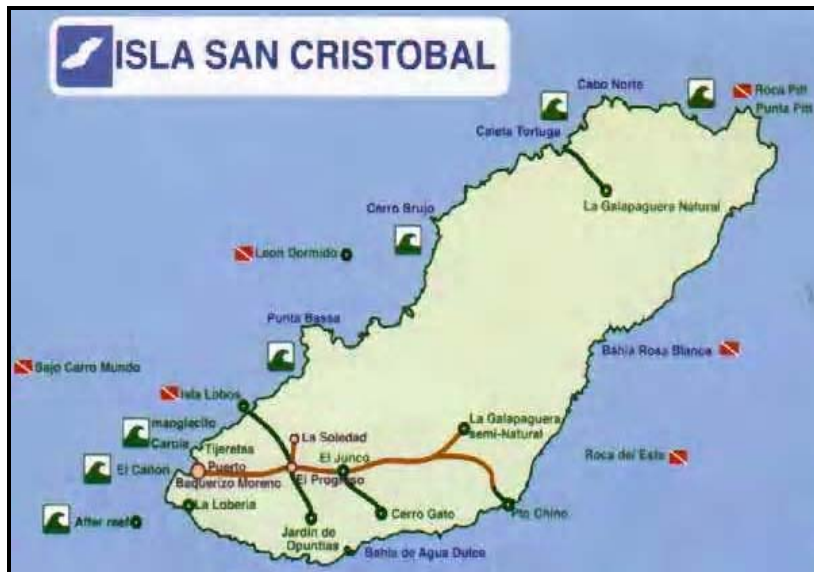 ISLA SAN CRISTOBAL
Cabo Norte
Roca Pitt
Punta Pitt
Caleta Tortuga
La Galapaguera Natural
Cerro Brujo
Leon Dormido
Punta Bassa
Bahia Rosa Blanca
Bajo Carro Mundo
Isla Lobos
manglecito
Carola
La Galapaguera
semi-Natural
La Soledad
Tijeretas
El Junco
Roca del Este
El Cañon
Puerto
Baquerizo Moreno
El Progreso
La Loberia
After reef
Jardin de
Opuntias
Cerro Gato
Pto Chino
Bahia de Agua Dulce